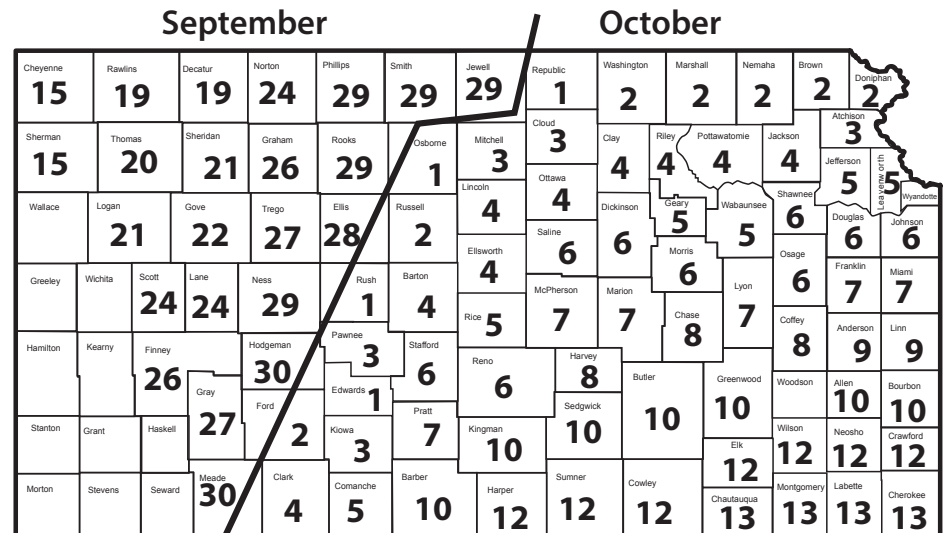 September October
Cheyenne Rawlins Decatur Norton Phillips Smith Jewell Republic Washington Marshall Nemaha Brown Doniphan
15 19 19 24 29 29 29 1 2 2 2 2 2
Atchison
3
Sherman Thomas Sheridan Graham Rooks Osborne Mitchell Cloud Clay Riley Pottawatomie Jackson
15 20 21 26 29 1 3 3 4 4 4 4
Jefferson Leavenworth Wyandotte
5 5
Lincoln Ottawa
4 4
Wallace Logan Gove Trego Ellis Russell Dickinson Geary Wabaunsee Shawnee Douglas Johnson
21 22 27 28 2 6 5 5 6 6 6
Ellsworth Saline Morris Osage
4 6 6 6
Greeley Wichita Scott Lane Ness Rush Barton McPherson Marion Lyon Franklin Miami
24 24 29 1 4 7 7 7 7 7
Rice Chase Coffey Anderson Linn
5 8 8 9 9
Hamilton Kearny Finney Hodgeman Pawnee Stafford Reno Harvey Butler Greenwood Woodson Allen Bourbon
26 30 3 6 6 8 10 10 10 10
Gray Edwards
27 1
Stanton Grant Haskell Ford Kiowa Pratt Kingman Sedgwick Elk Wilson Neosho Crawford
2 3 7 10 10 12 12 12 12
Morton Stevens Seward Meade Clark Comanche Barber Harper Sumner Cowley Chautauqua Montgomery Labette Cherokee
30 4 5 10 12 12 12 13 13 13 13